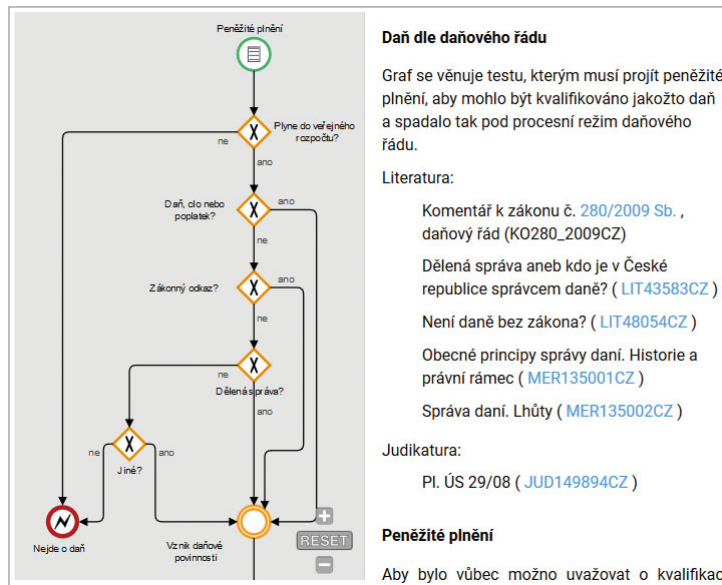 Peněžité plnění
Plyne do veřejného
rozpočtu?
ne
ano
Daň, clo nebo
poplatek?
ano
ne
Zákonný odkaz?
ano
ne
ne
Dělená správa?
ano
ne
ano
Jiné?
Nejde o daň
Vznik daňové
povinnosti
RESET
Daň dle daňového řádu
Graf se věnuje testu, kterým musí projít peněžité
plnění, aby mohlo být kvalifikováno jakožto daň
a spadalo tak pod procesní režim daňového
řádu.
Literatura:
Komentář k zákonu č. 280/2009 Sb. ,
daňový řád (KO280_2009CZ)
Dělená správa aneb kdo je v České
republice správcem daně? ( LIT43583CZ )
Není daně bez zákona? ( LIT48054CZ )
Obecné principy správy daní. Historie a
právní rámec ( MER135001CZ )
Správa daní. Lhůty ( MER135002CZ )
Judikatura:
Pl. ÚS 29/08 ( JUD149894CZ )
Peněžité plnění
Aby bylo vůbec možno uvažovat o kvalifikac